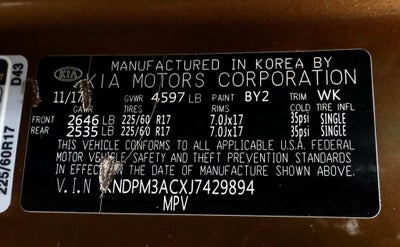 MANUFACTURED IN KOREA BY
KIA KIA MOTORS CORPORATION
11/17 GVWR 4597 LB PAINT BY2 TRIM WK
GAWR TIRES RIMS COLD TIRE INFL
FRONT 2646 LB 225/60 R17 7.0Jx17 35psi SINGLE
REAR 2535 LB 225/60 R17 7.0Jx17 35psi SINGLE
THIS VEHICLE CONFORMS TO ALL APPLICABLE U.S.A. FEDERAL
MOTOR VEHICLE SAFETY AND THEFT PREVENTION STANDARDS
IN EFFECT ON THE DATE OF MANUFACTURE SHOWN ABOVE.
V.I.N KNDPM3ACXJ7429894
MPV
D43
225/60R17